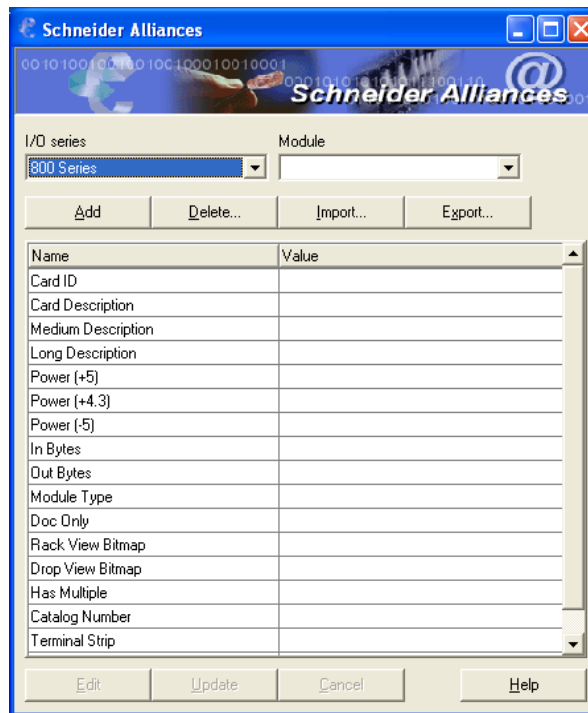 Schneider Alliances
Schneider Alliances
I/O series
Module
800 Series
Add
Delete...
Import...
Export...
Name
Value
Card ID
Card Description
Medium Description
Long Description
Power (+5)
Power (+4.3)
Power (-5)
In Bytes
Out Bytes
Module Type
Doc Only
Rack View Bitmap
Drop View Bitmap
Has Multiple
Catalog Number
Terminal Strip
Edit
Update
Cancel
Help